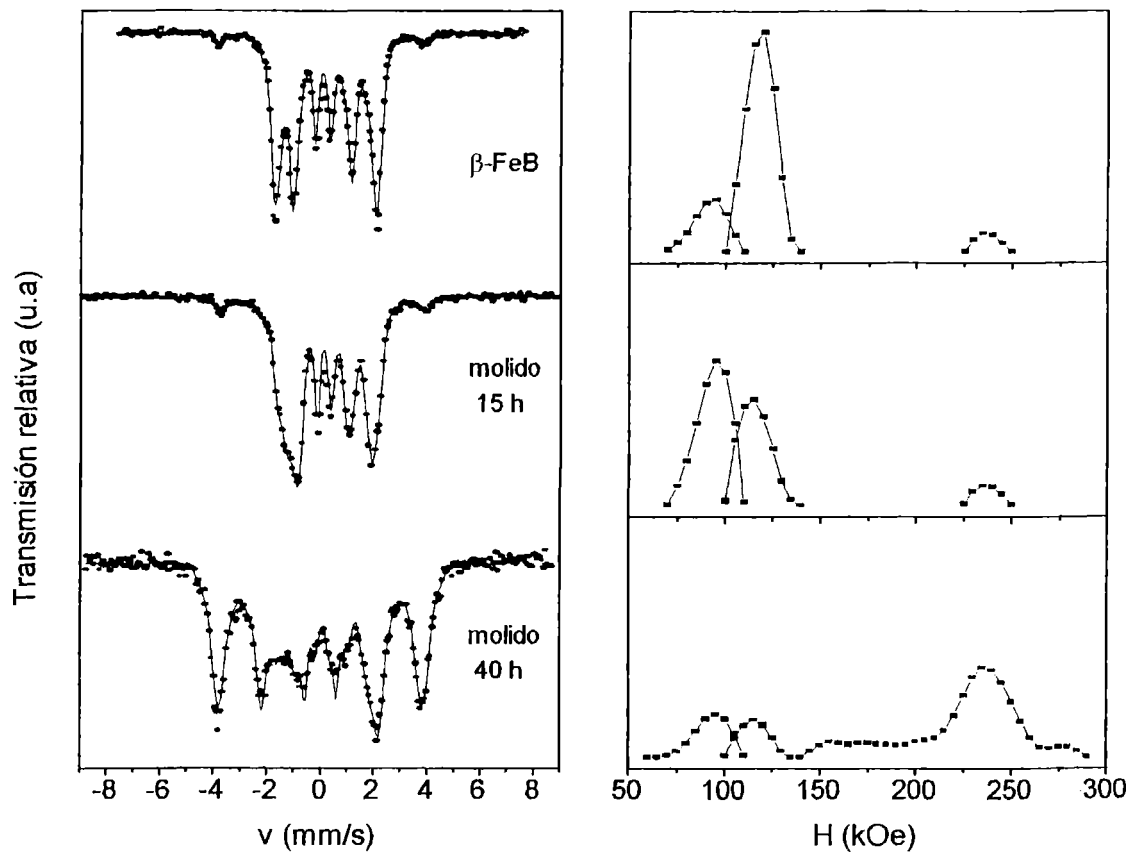 Transmisión relativa (u.a)
β-FeB
molido
15 h
molido
40 h
-8 -6 -4 -2 0 2 4 6 8
v (mm/s)
50 100 150 200 250 300
H (kOe)